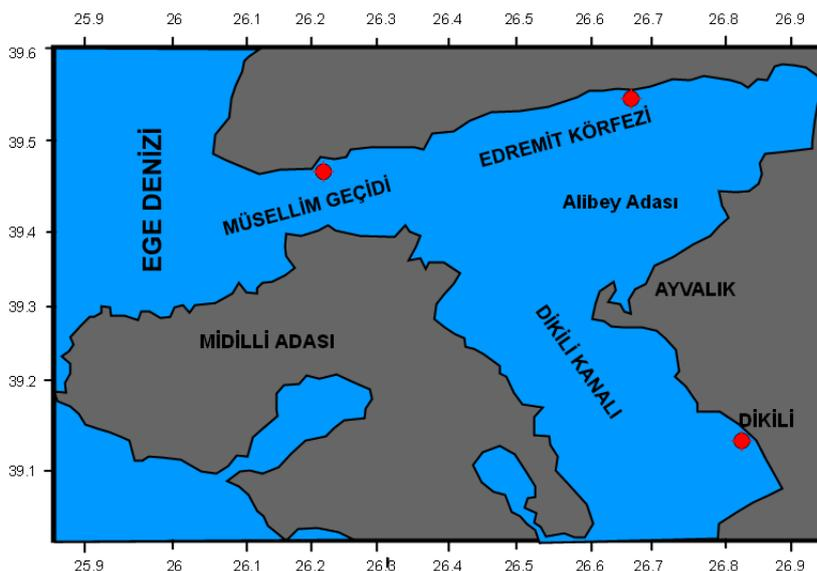 25.9 26 26.1 26.2 26.3 26.4 26.5 26.6 26.7 26.8 26.9
39.6
39.5
39.4
39.3
39.2
39.1
EGE DENİZİ
MÜSELLİM GEÇİDİ
EDREMİT KÖRFEZİ
Alibey Adası
AYVALIK
MİDİLLİ ADASI
DİKİLİ KANALI
DİKİLİ
25.9 26 26.1 26.2 26.3 26.4 26.5 26.6 26.7 26.8 26.9